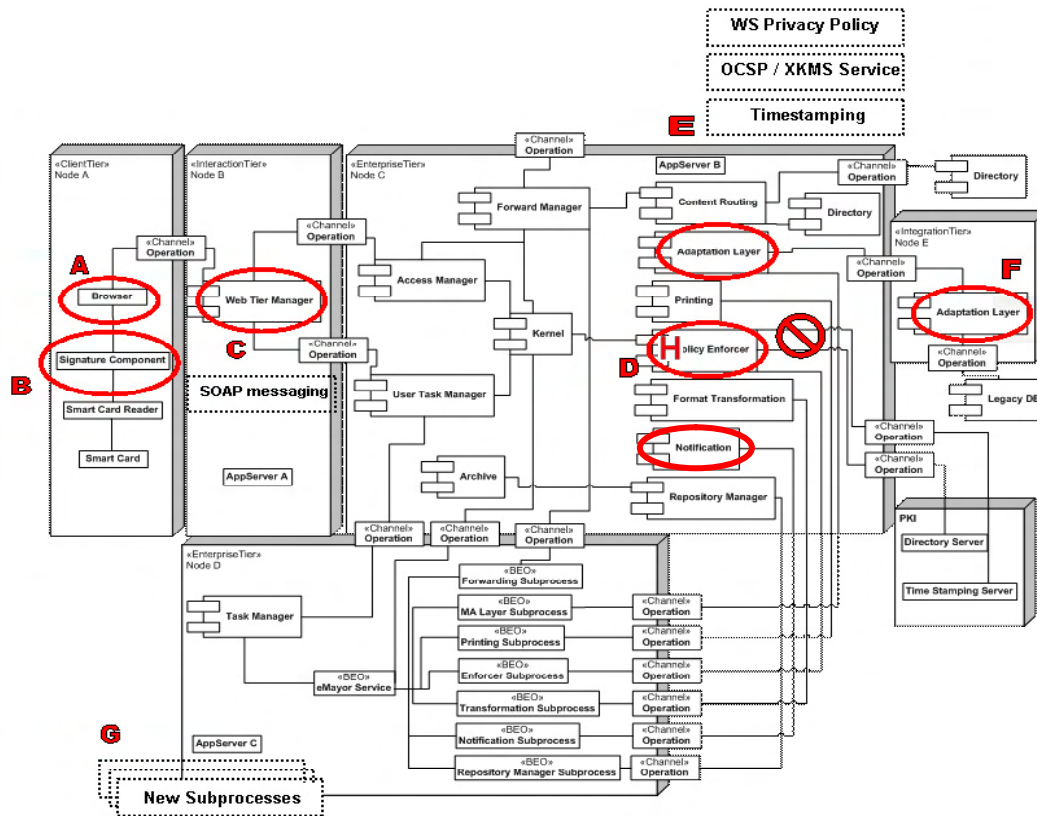 WS Privacy Policy
OCSP / XKMS Service
Timestamping
E
«ClientTier»
Node A
A
Browser
B
Signature Component
Smart Card Reader
Smart Card
«Channel»
Operation
«InteractionTier»
Node B
Web Tier Manager
C
SOAP messaging
AppServer A
«Channel»
Operation
«Channel»
Operation
«EnterpriseTier»
Node C
«Channel»
Operation
AppServer B
Forward Manager
Access Manager
Kernel
User Task Manager
Archive
Content Routing
Directory
Adaptation Layer
Printing
D
H
olicy Enforcer
Format Transformation
Notification
Repository Manager
«Channel»
Operation
Directory
«IntegrationTier»
Node E
«Channel»
Operation
F
Adaptation Layer
«Channel»
Operation
Legacy DB
«Channel»
Operation
«Channel»
Operation
PKI
Directory Server
Time Stamping Server
«Channel»
Operation
«Channel»
Operation
«Channel»
Operation
«EnterpriseTier»
Node D
Task Manager
«BEO»
eMayor Service
«BEO»
Forwarding Subprocess
«BEO»
MA Layer Subprocess
«Channel»
Operation
«BEO»
Printing Subprocess
«Channel»
Operation
«BEO»
Enforcer Subprocess
«Channel»
Operation
«BEO»
Transformation Subprocess
«Channel»
Operation
«BEO»
Notification Subprocess
«Channel»
Operation
«BEO»
Repository Manager Subprocess
«Channel»
Operation
AppServer C
G
New Subprocesses